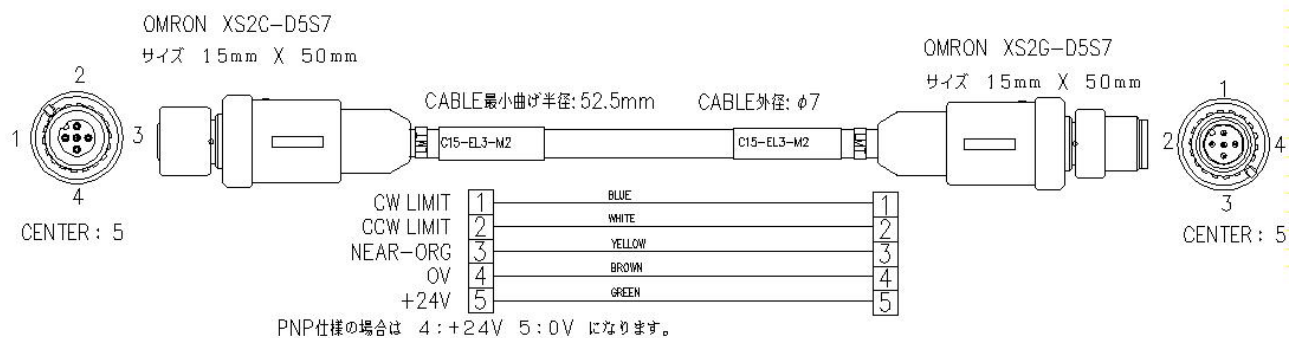 OMRON XS2C-D5S7
サイズ 15mm X 50mm
OMRON XS2G-D5S7
サイズ 15mm X 50mm
CABLE最小曲げ半径:52.5mm
CABLE外径:φ7
2
1
3
4
CENTER: 5
M1
C15-EL3-M2
C15-EL3-M2
M1
1
2
4
3
CENTER: 5
CW LIMIT 1 BLUE 1
CCW LIMIT 2 WHITE 2
NEAR-ORG 3 YELLOW 3
0V 4 BROWN 4
+24V 5 GREEN 5
PNP仕様の場合は 4:+24V 5:0V になります。